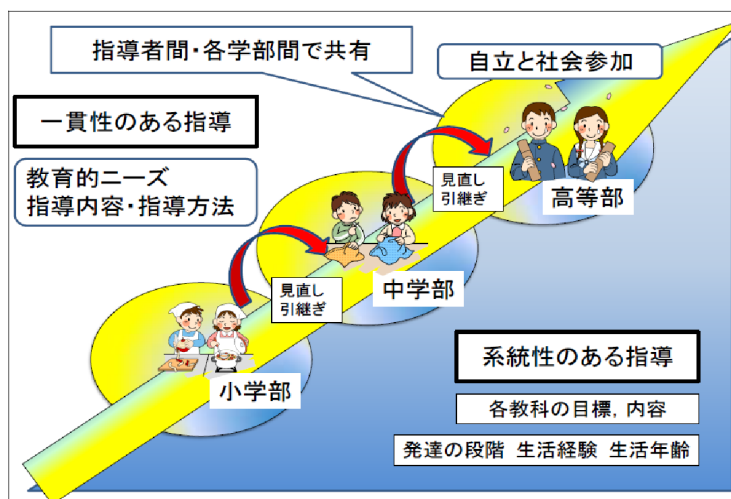 指導者間・各学部間で共有
自立と社会参加
一貫性のある指導
教育的ニーズ
指導内容・指導方法
見直し
引継ぎ
高等部
見直し
引継ぎ
中学部
小学部
系統性のある指導
各教科の目標, 内容
発達の段階 生活経験 生活年齢